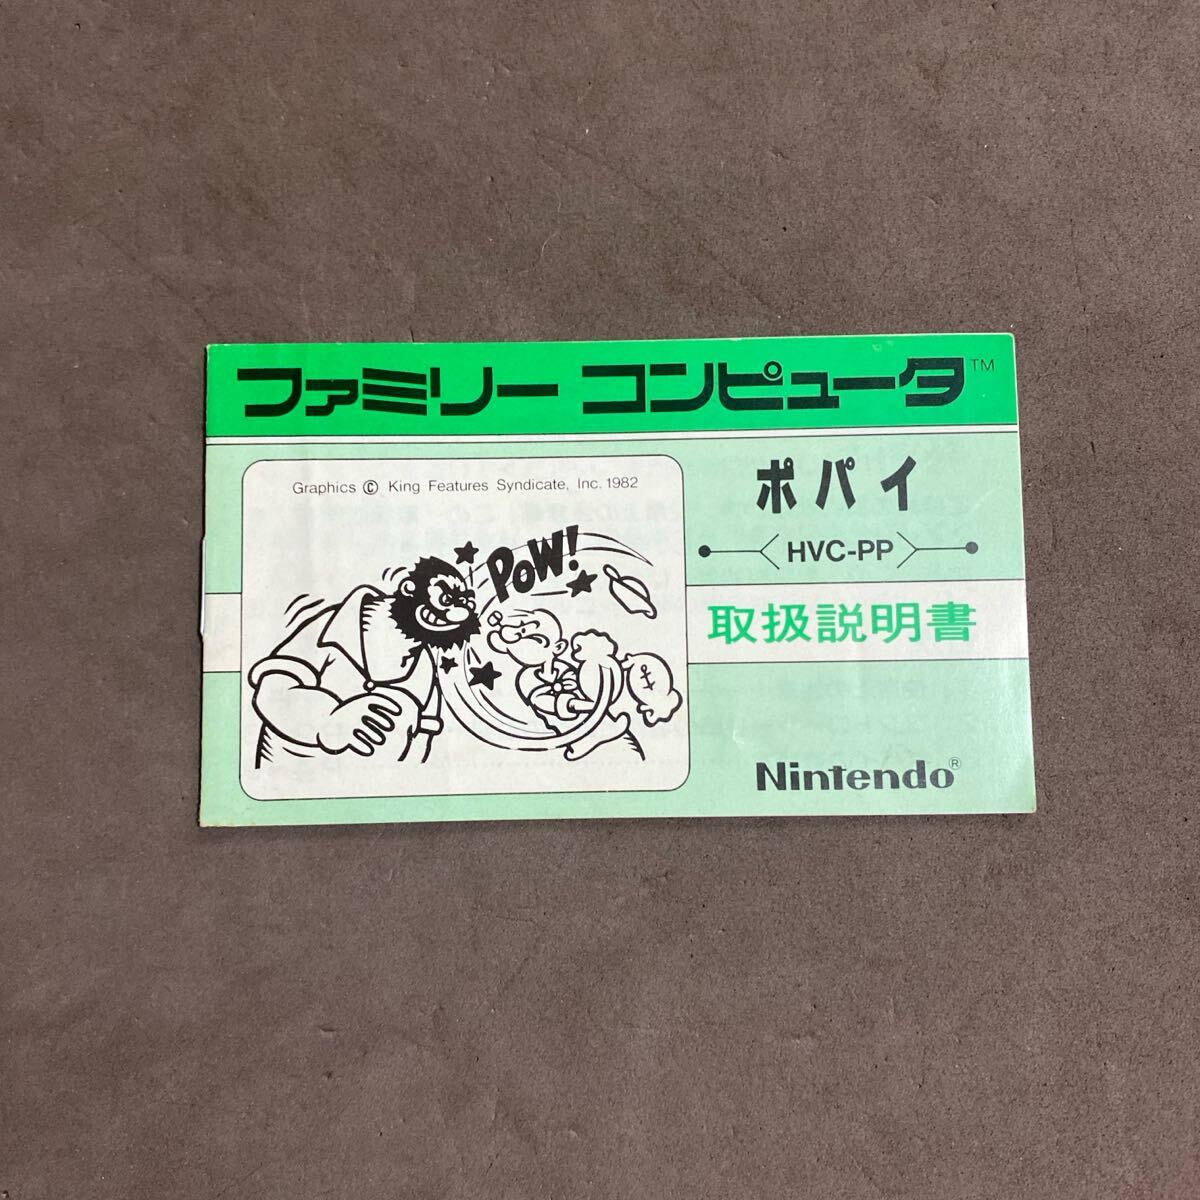 ファミリー コンピュータ™
Graphics © King Features Syndicate, Inc. 1982
POW!
ポパイ
HVC-PP
取扱説明書
Nintendo®